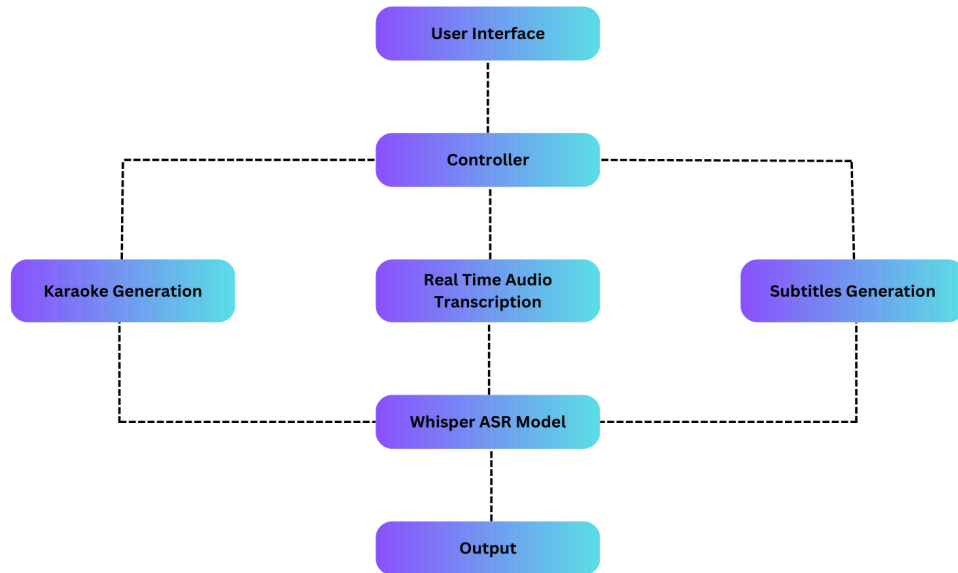 User Interface
Controller
Karaoke Generation
Real Time Audio
Transcription
Subtitles Generation
Whisper ASR Model
Output